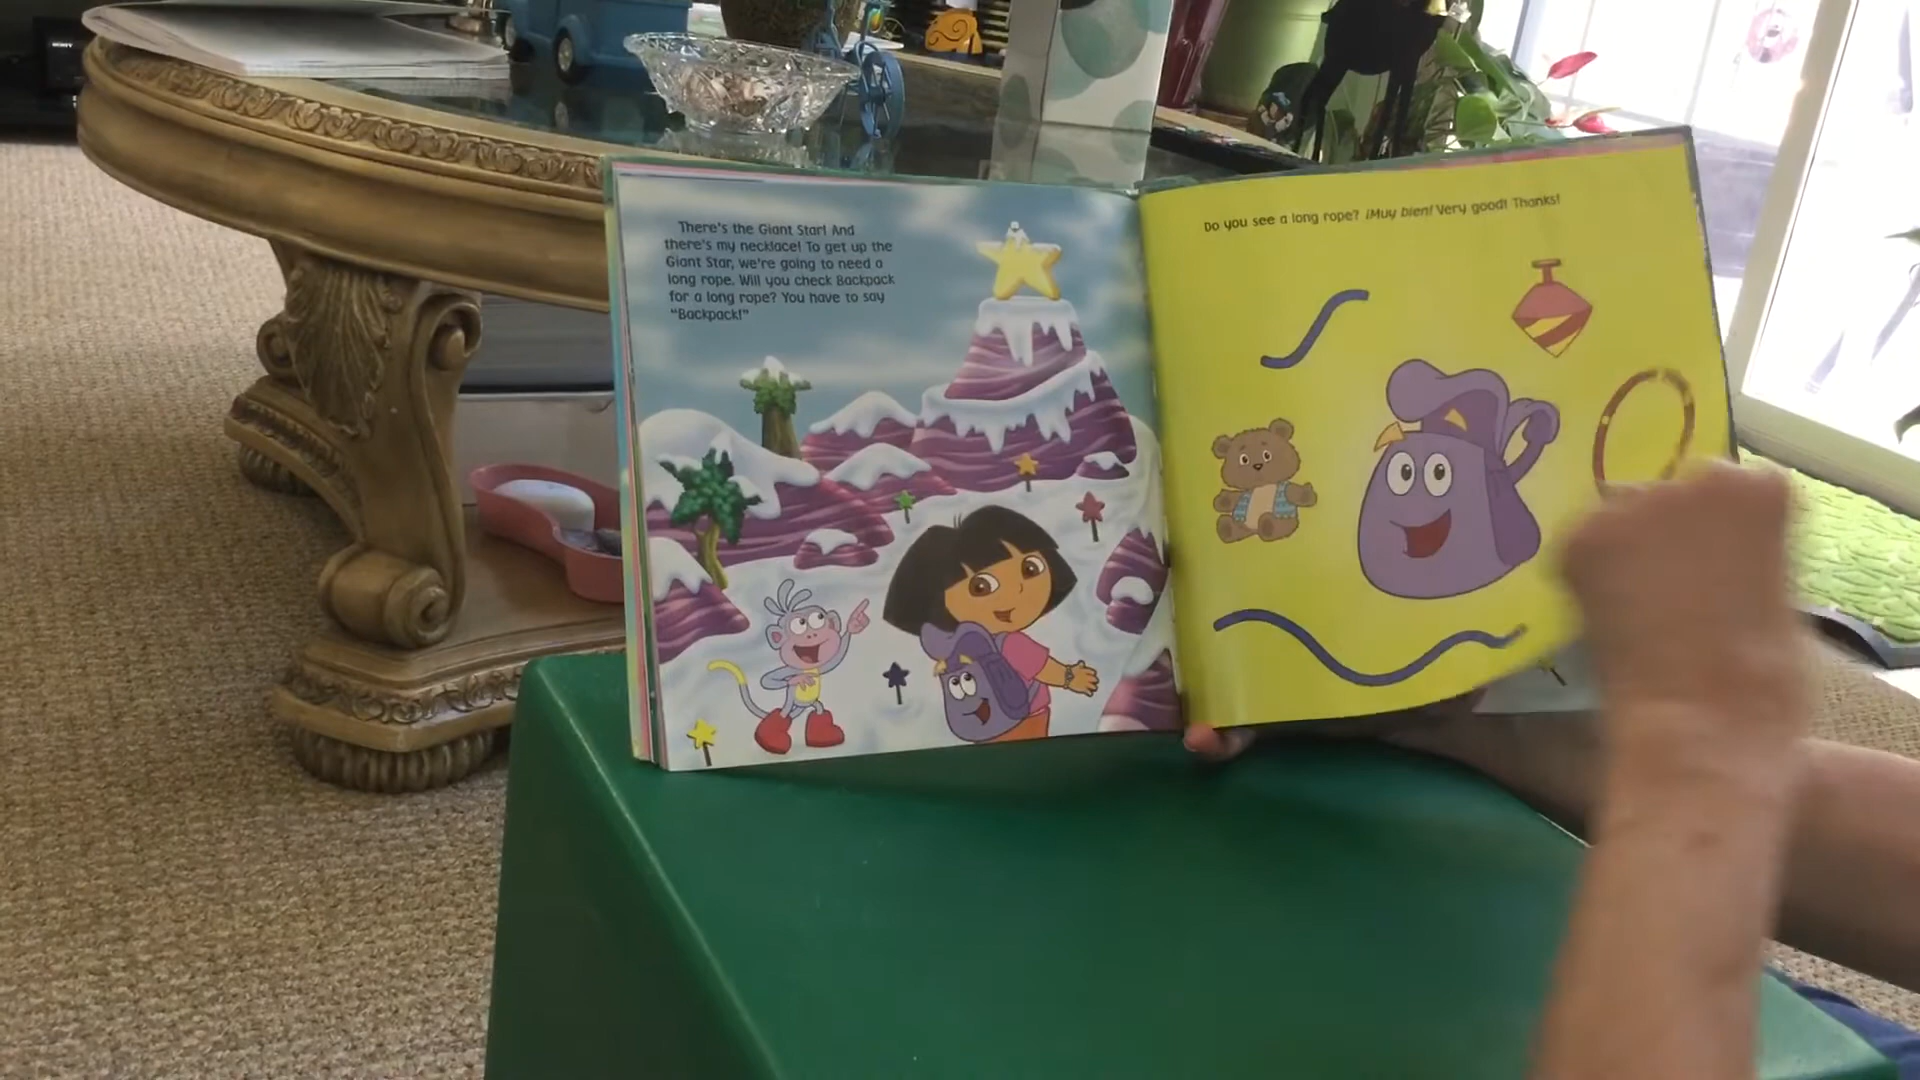 There's the Giant Star! And
there's my necklace! To get up the
Giant Star, we're going to need a
long rope. Will you check Backpack
for a long rope? You have to say
"Backpack!"
Do you see a long rope? ¡Muy bien! Very good! Thanks!